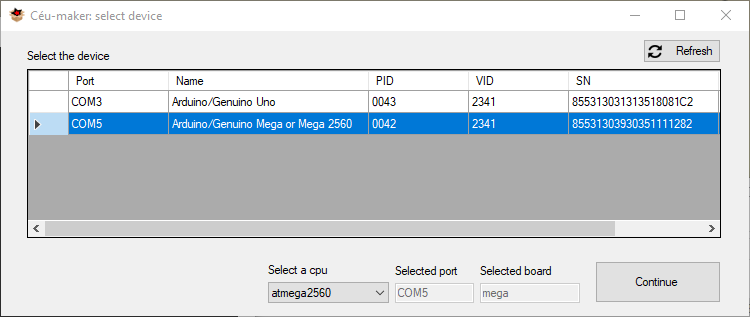 Céu-maker: select device
Select the device
Refresh
Port Name PID VID SN
COM3 Arduino/Genuino Uno 0043 2341 855313031313518081C2
COM5 Arduino/Genuino Mega or Mega 2560 0042 2341 85531303930351111282
Select a cpu Selected port Selected board
atmega2560 COM5 mega
Continue